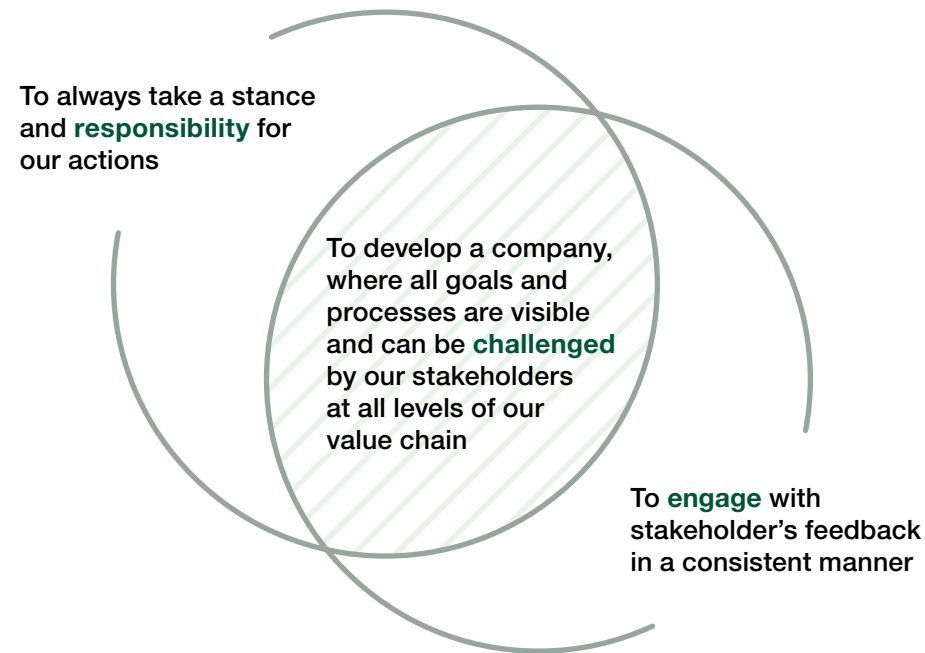 To always take a stance
and responsibility for
our actions
To develop a company,
where all goals and
processes are visible
and can be challenged
by our stakeholders
at all levels of our
value chain
To engage with
stakeholder’s feedback
in a consistent manner